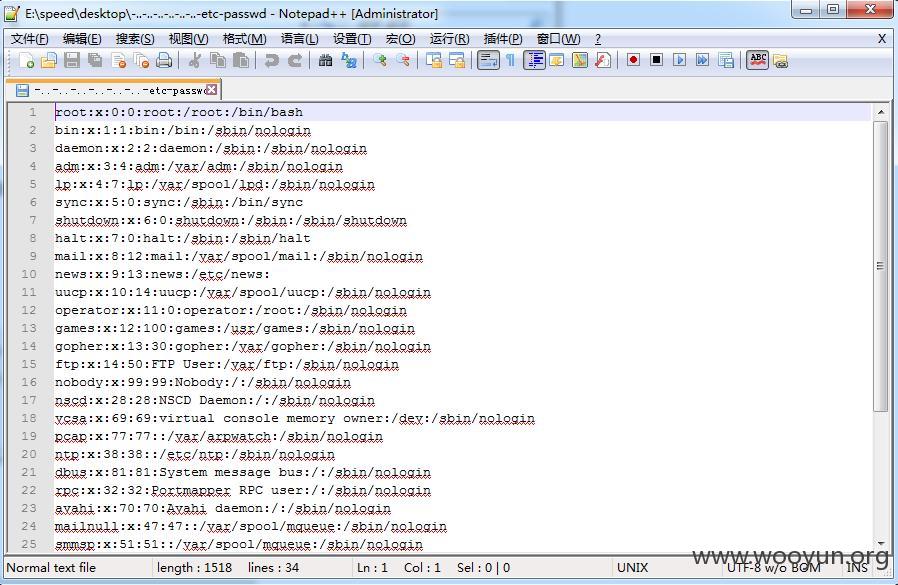 E:\speed\desktop\-..-..-..-..-..-..-etc-passwd - Notepad++ [Administrator]
文件(F) 编辑(E) 搜索(S) 视图(V) 格式(M) 语言(L) 设置(T) 宏(O) 运行(R) 插件(P) 窗口(W) ? X
-..-..-..-..-..-..-etc-passwd
1 root:x:0:0:root:/root:/bin/bash
2 bin:x:1:1:bin:/bin:/sbin/nologin
3 daemon:x:2:2:daemon:/sbin:/sbin/nologin
4 adm:x:3:4:adm:/var/adm:/sbin/nologin
5 lp:x:4:7:lp:/var/spool/lpd:/sbin/nologin
6 sync:x:5:0:sync:/sbin:/bin/sync
7 shutdown:x:6:0:shutdown:/sbin:/sbin/shutdown
8 halt:x:7:0:halt:/sbin:/sbin/halt
9 mail:x:8:12:mail:/var/spool/mail:/sbin/nologin
10 news:x:9:13:news:/etc/news:
11 uucp:x:10:14:uucp:/var/spool/uucp:/sbin/nologin
12 operator:x:11:0:operator:/root:/sbin/nologin
13 games:x:12:100:games:/usr/games:/sbin/nologin
14 gopher:x:13:30:gopher:/var/gopher:/sbin/nologin
15 ftp:x:14:50:FTP User:/var/ftp:/sbin/nologin
16 nobody:x:99:99:Nobody:/:/sbin/nologin
17 nscd:x:28:28:NSCD Daemon:/:/sbin/nologin
18 vcsa:x:69:69:virtual console memory owner:/dev:/sbin/nologin
19 pcap:x:77:77::/var/arpwatch:/sbin/nologin
20 ntp:x:38:38::/etc/ntp:/sbin/nologin
21 dbus:x:81:81:System message bus:/:/sbin/nologin
22 rpc:x:32:32:Portmapper RPC user:/:/sbin/nologin
23 avahi:x:70:70:Avahi daemon:/:/sbin/nologin
24 mailnull:x:47:47::/var/spool/mqueue:/sbin/nologin
25 smmsp:x:51:51::/var/spool/mqueue:/sbin/nologin
www.wooyun.org
Normal text file length : 1518 lines : 34 Ln : 1 Col : 1 Sel : 0 | 0 UNIX UTF-8 w/o BOM INS